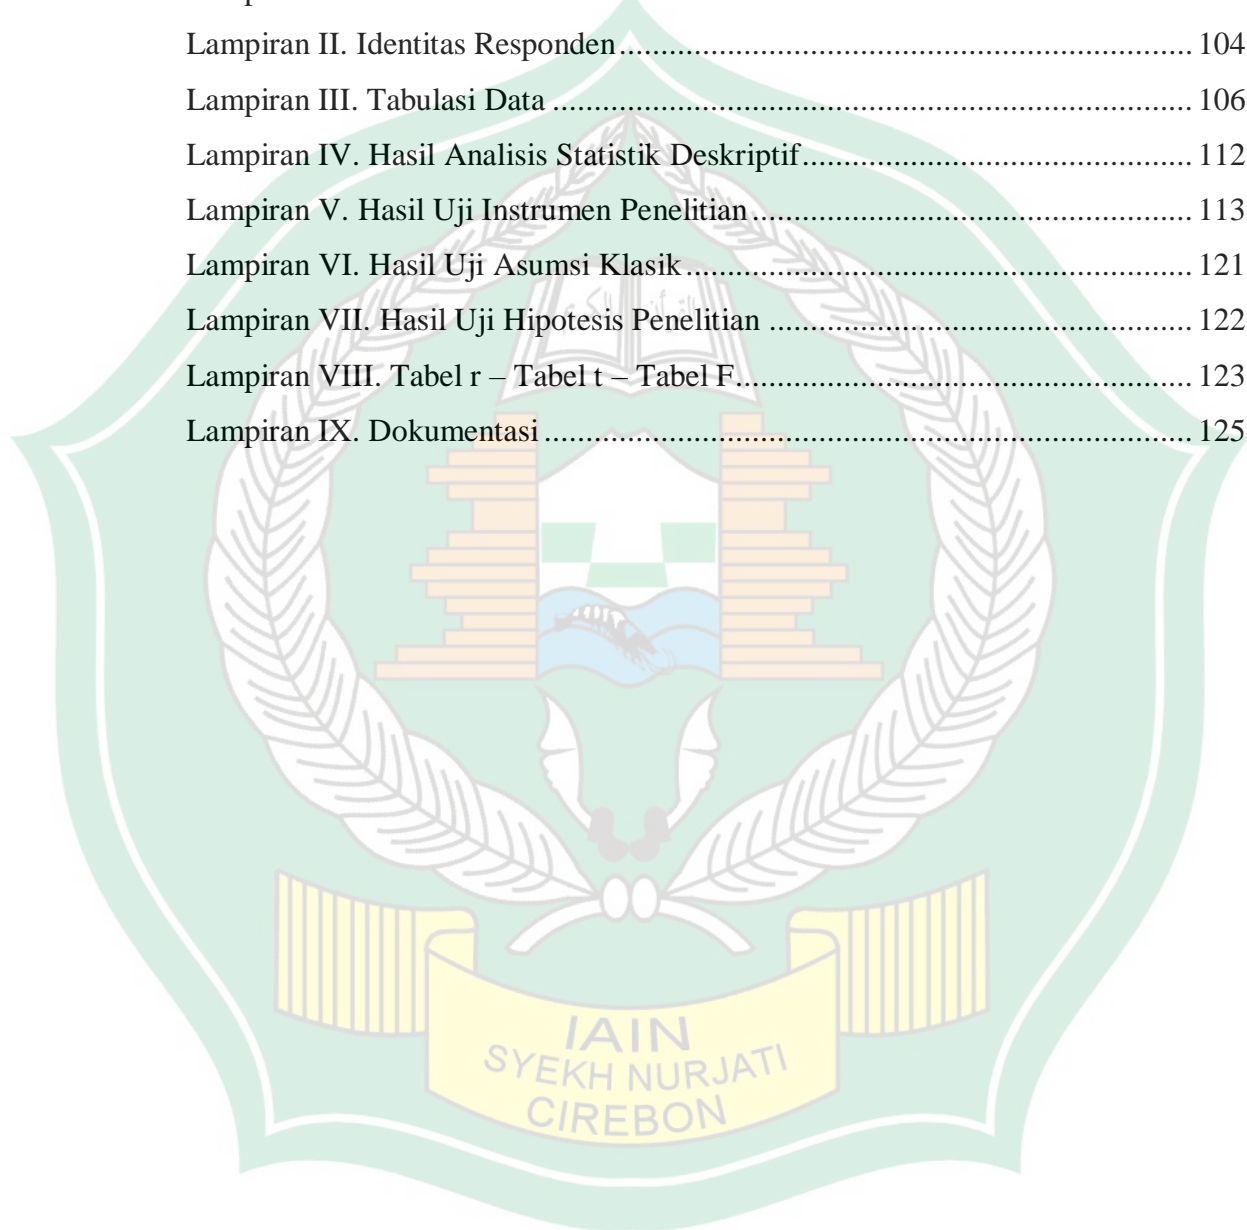 Lampiran II. Identitas Responden.......................................................................... 104
Lampiran III. Tabulasi Data ................................................................................... 106
Lampiran IV. Hasil Analisis Statistik Deskriptif.................................................. 112
Lampiran V. Hasil Uji Instrumen Penelitian......................................................... 113
Lampiran VI. Hasil Uji Asumsi Klasik ................................................................. 121
Lampiran VII. Hasil Uji Hipotesis Penelitian ....................................................... 122
Lampiran VIII. Tabel r – Tabel t – Tabel F........................................................... 123
Lampiran IX. Dokumentasi .................................................................................... 125
IAIN
SYEKH NURJATI
CIREBON